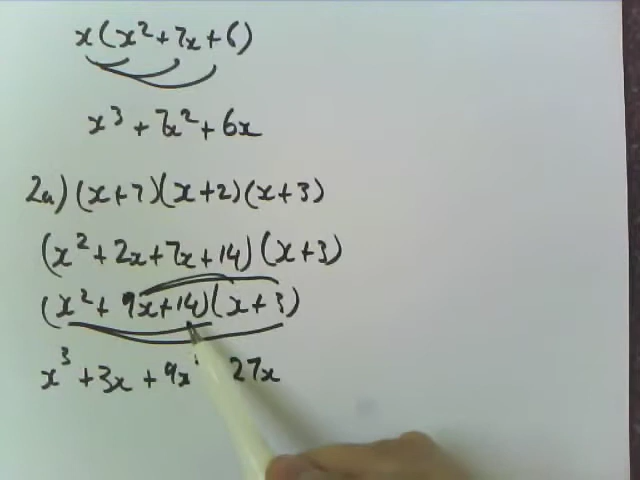 x(x²+7x+6)
x³+7x²+6x
2a) (x+7)(x+2)(x+3)
(x²+2x+7x+14)(x+3)
(x²+9x+14)(x+3)
x³+3x+9x 27x